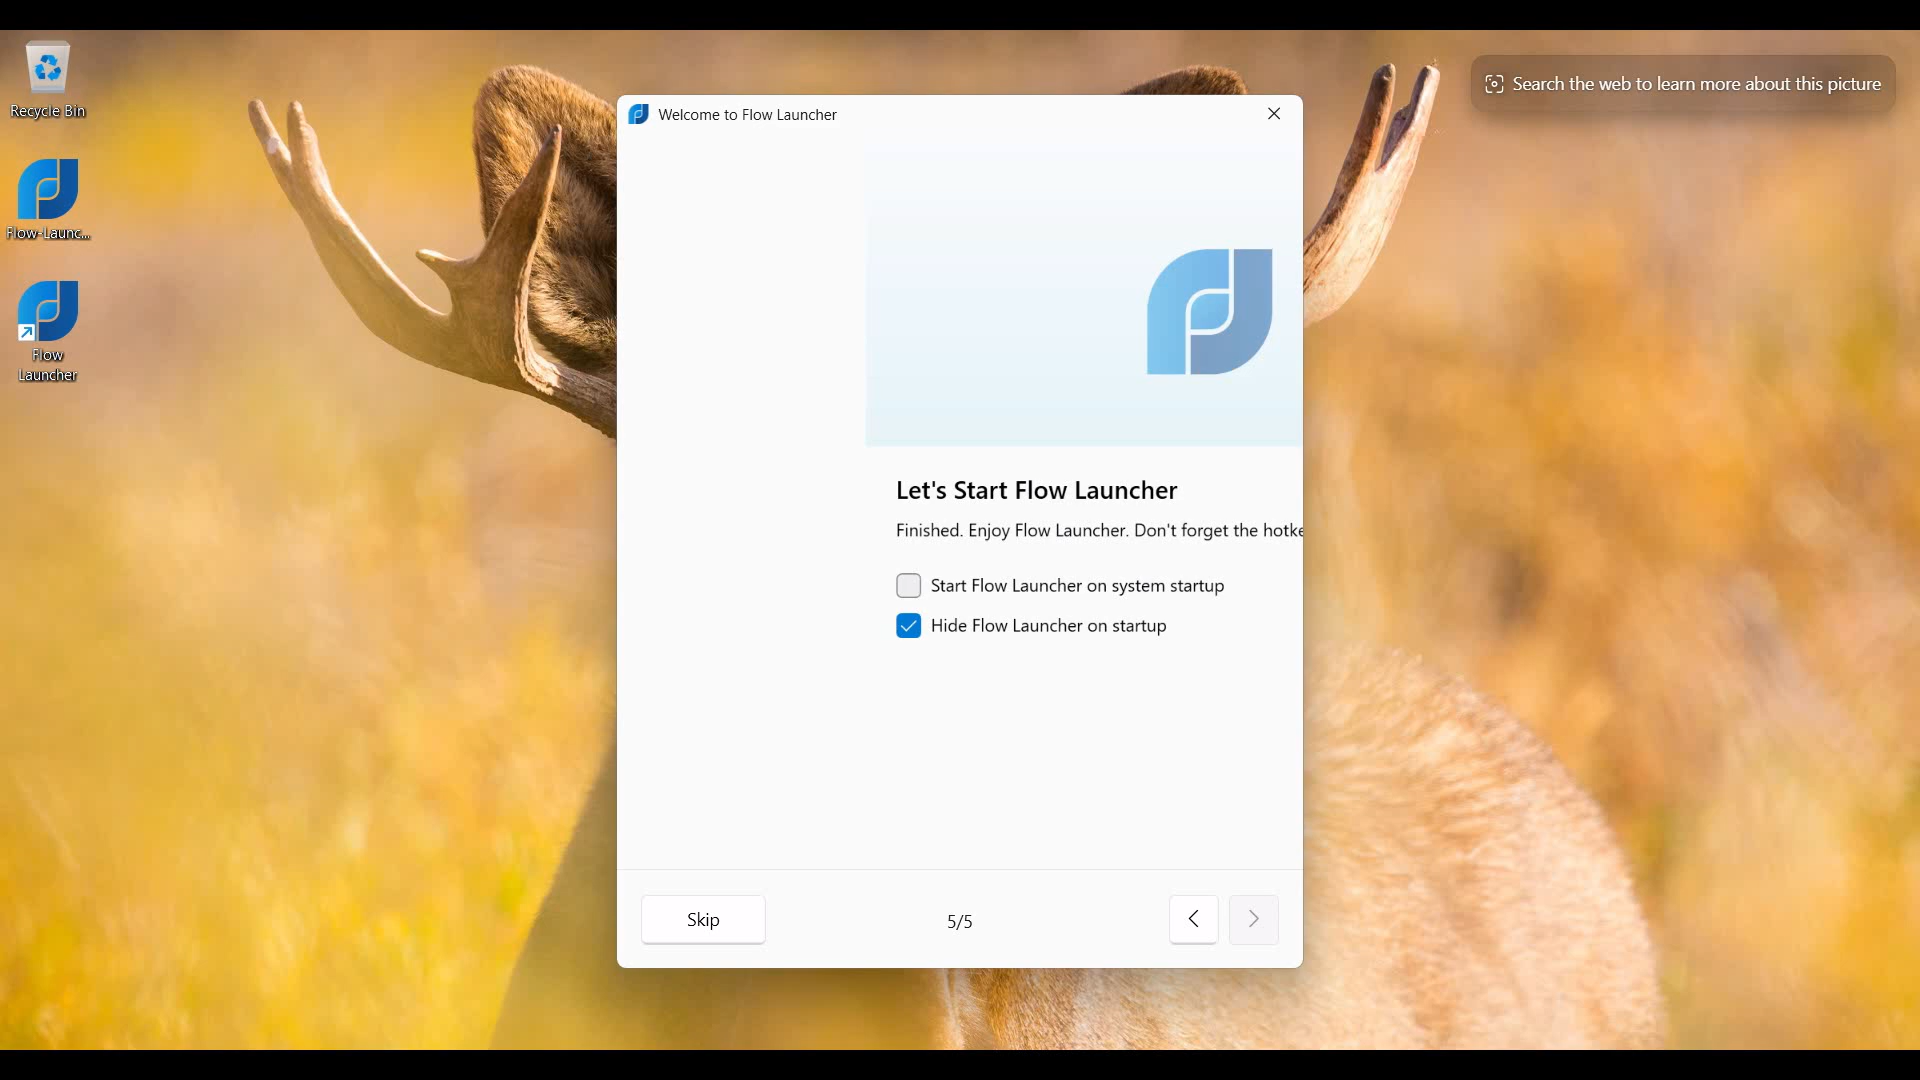 Recycle Bin
Flow-Launc...
Flow
Launcher
Search the web to learn more about this picture
Welcome to Flow Launcher
Let's Start Flow Launcher
Finished. Enjoy Flow Launcher. Don't forget the hotke
Start Flow Launcher on system startup
Hide Flow Launcher on startup
Skip
5/5